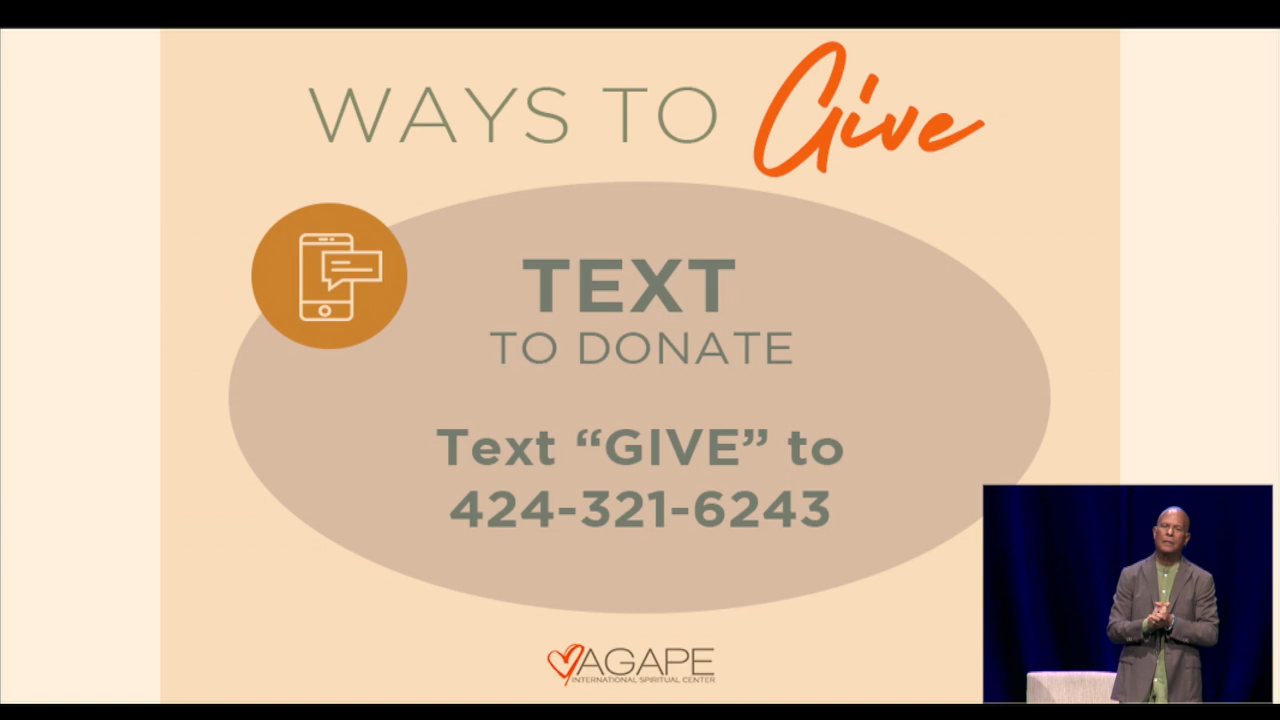 WAYS TO Give
TEXT
TO DONATE
Text “GIVE” to
424-321-6243
AGAPE
INTERNATIONAL SPIRITUAL CENTER